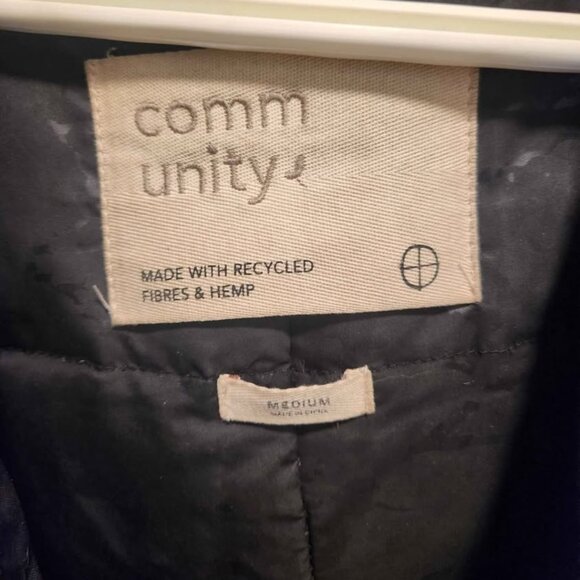 comm
unity
MADE WITH RECYCLED
FIBRES & HEMP
MEDIUM
MADE IN CHINA